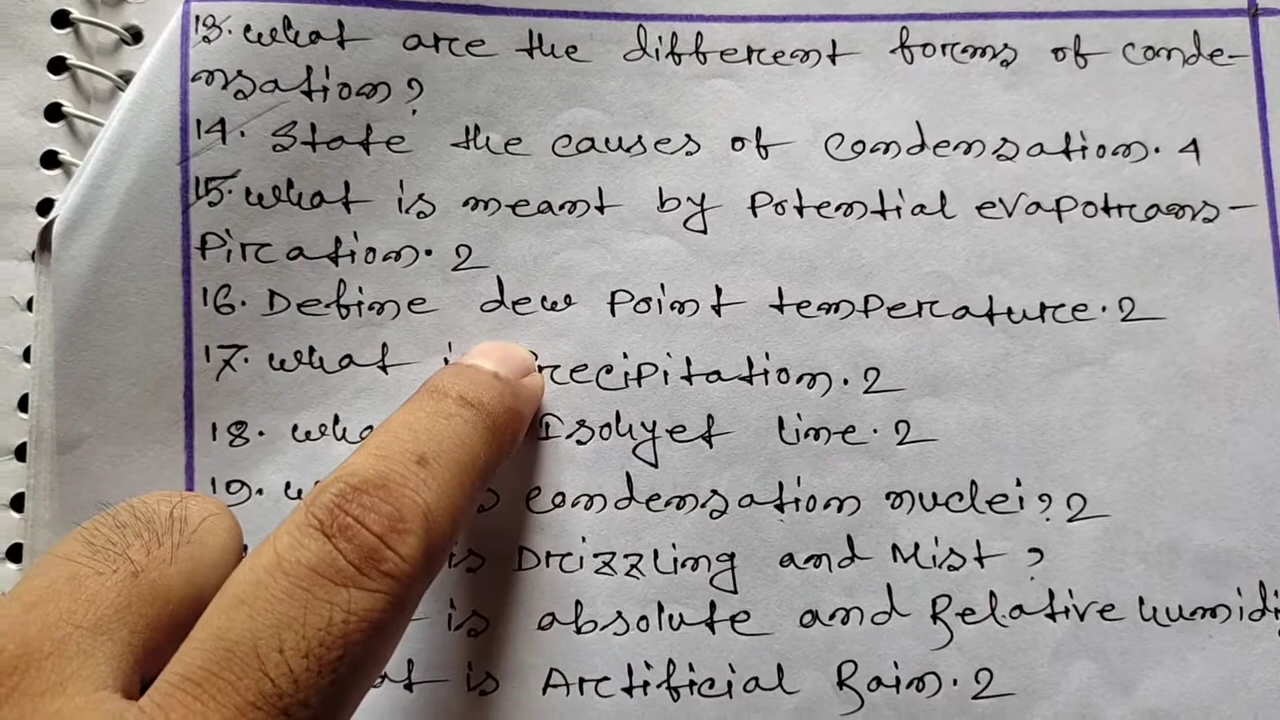 13. What are the different forms of conde-
nsation?
14. State the causes of condensation. 4
15. What is meant by Potential evapotrans-
Piration. 2
16. Define dew Point temperature. 2
17. What Precipitation. 2
18. Isohyet line. 2
19. condensation nuclei? 2
is Drizzling and Mist?
is absolute and Relative humidi
is Artificial Rain. 2